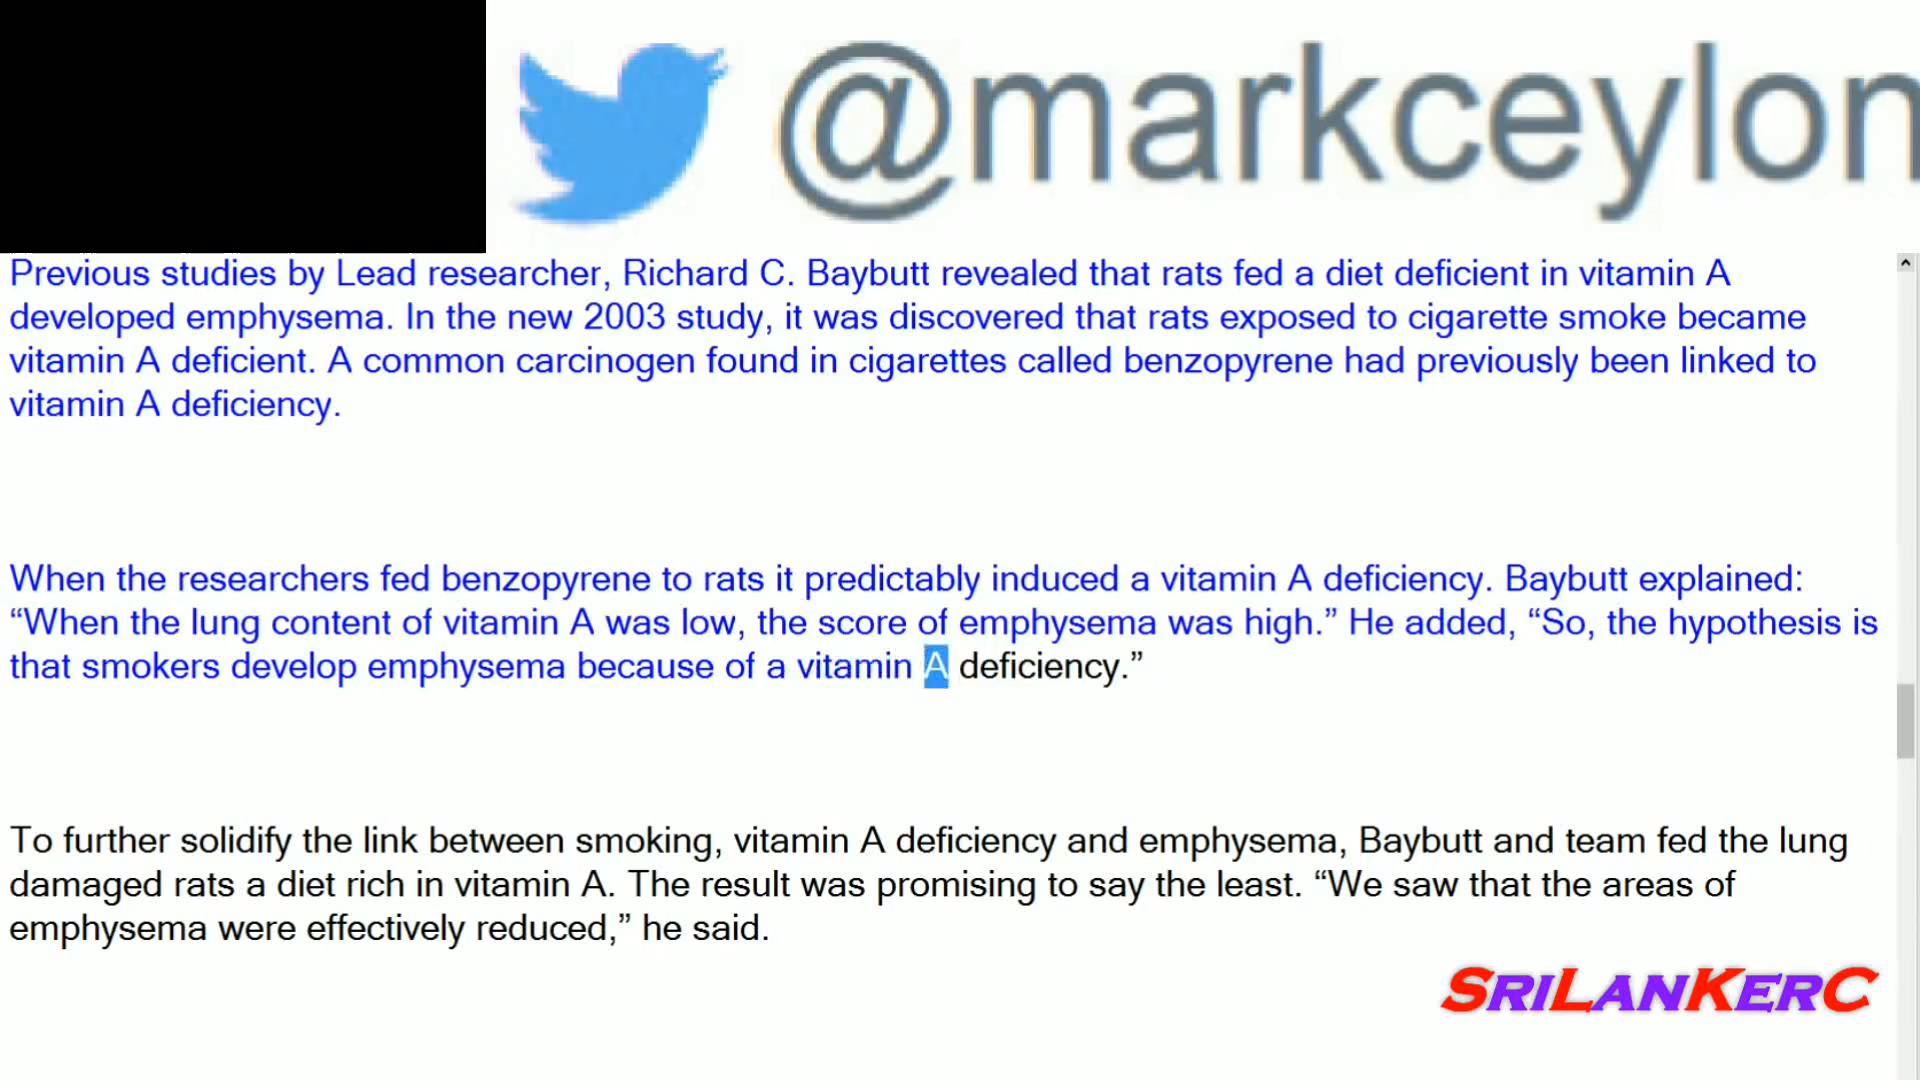 @markceylon
Previous studies by Lead researcher, Richard C. Baybutt revealed that rats fed a diet deficient in vitamin A
developed emphysema. In the new 2003 study, it was discovered that rats exposed to cigarette smoke became
vitamin A deficient. A common carcinogen found in cigarettes called benzopyrene had previously been linked to
vitamin A deficiency.
When the researchers fed benzopyrene to rats it predictably induced a vitamin A deficiency. Baybutt explained:
“When the lung content of vitamin A was low, the score of emphysema was high.” He added, “So, the hypothesis is
that smokers develop emphysema because of a vitamin A deficiency.”
To further solidify the link between smoking, vitamin A deficiency and emphysema, Baybutt and team fed the lung
damaged rats a diet rich in vitamin A. The result was promising to say the least. “We saw that the areas of
emphysema were effectively reduced,” he said.
SRILANKERC